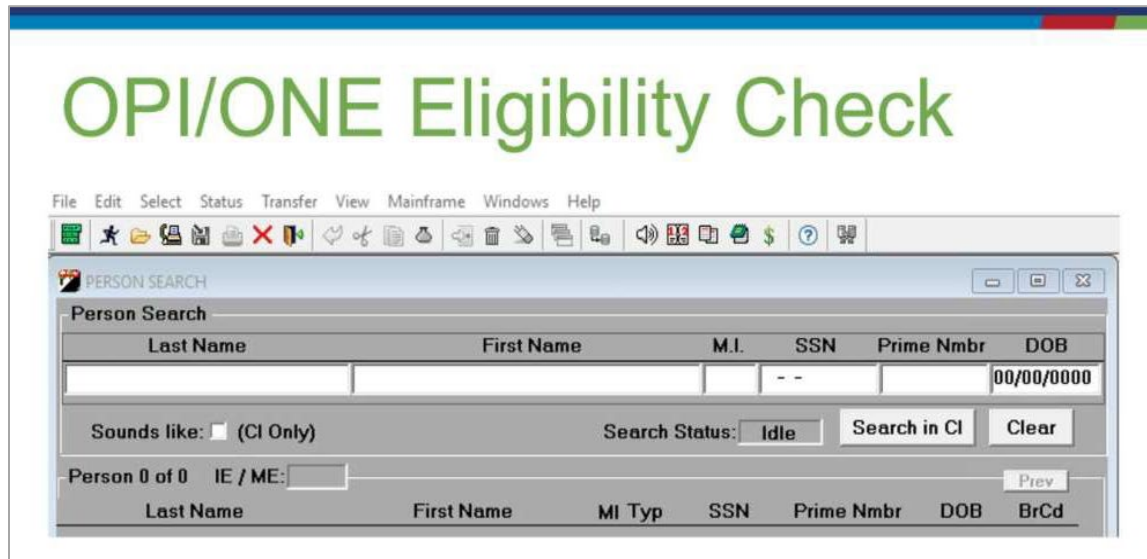 OPI/ONE Eligibility Check
File Edit Select Status Transfer View Mainframe Windows Help
PERSON SEARCH
Person Search
Last Name First Name M.I. SSN Prime Nmbr DOB
- - 00/00/0000
Sounds like: (CI Only) Search Status: Idle Search in CI Clear
Person 0 of 0 IE / ME: Prev
Last Name First Name MI Typ SSN Prime Nmbr DOB BrCd